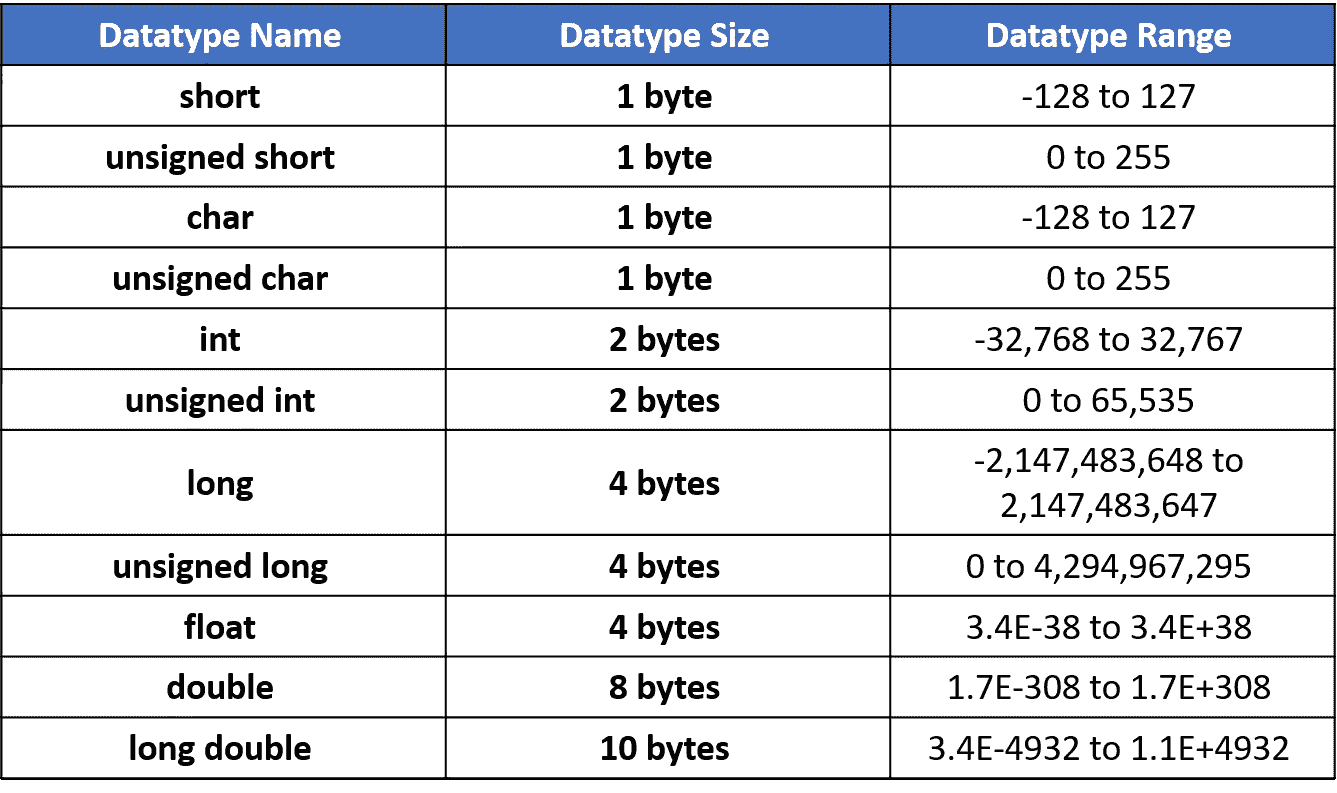 Datatype Name Datatype Size Datatype Range
short 1 byte -128 to 127
unsigned short 1 byte 0 to 255
char 1 byte -128 to 127
unsigned char 1 byte 0 to 255
int 2 bytes -32,768 to 32,767
unsigned int 2 bytes 0 to 65,535
long 4 bytes -2,147,483,648 to
2,147,483,647
unsigned long 4 bytes 0 to 4,294,967,295
float 4 bytes 3.4E-38 to 3.4E+38
double 8 bytes 1.7E-308 to 1.7E+308
long double 10 bytes 3.4E-4932 to 1.1E+4932